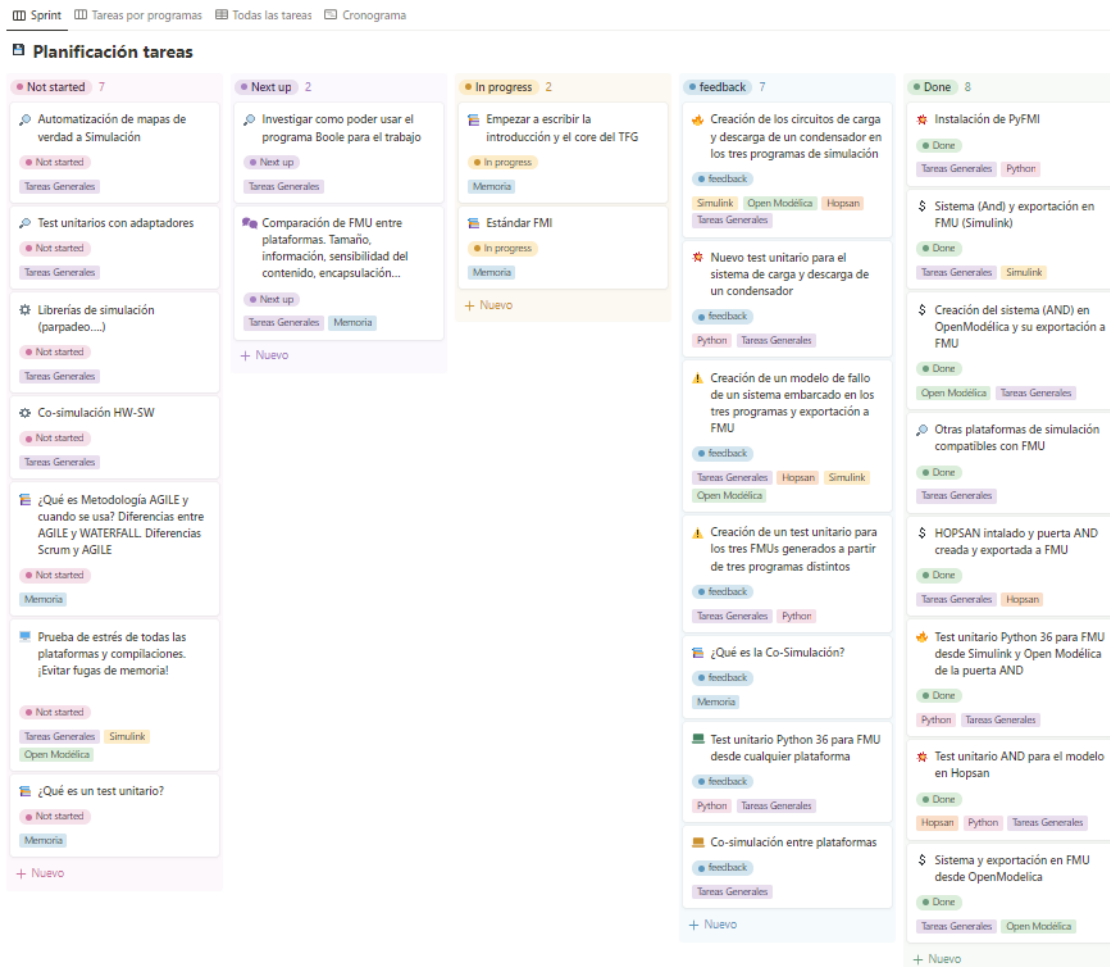 Sprint Tareas por programas Todas las tareas Cronograma
Planificación tareas
Not started 7
Automatización de mapas de
verdad a Simulación
Not started
Tareas Generales
Test unitarios con adaptadores
Not started
Tareas Generales
Librerías de simulación
(parpadeo....)
Not started
Tareas Generales
Co-simulación HW-SW
Not started
Tareas Generales
¿Qué es Metodología AGILE y
cuando se usa? Diferencias entre
AGILE y WATERFALL. Diferencias
Scrum y AGILE
Not started
Memoria
Prueba de estrés de todas las
plataformas y compilaciones.
¡Evitar fugas de memoria!
Not started
Tareas Generales Simulink
Open Modélica
¿Qué es un test unitario?
Not started
Memoria
+ Nuevo
Next up 2
Investigar como poder usar el
programa Boole para el trabajo
Next up
Tareas Generales
Comparación de FMU entre
plataformas. Tamaño,
información, sensibilidad del
contenido, encapsulación...
Next up
Tareas Generales Memoria
+ Nuevo
In progress 2
Empezar a escribir la
introducción y el core del TFG
In progress
Memoria
Estándar FMI
In progress
Memoria
+ Nuevo
feedback 7
Creación de los circuitos de carga
y descarga de un condensador en
los tres programas de simulación
feedback
Simulink Open Modélica Hopsan
Tareas Generales
Nuevo test unitario para el
sistema de carga y descarga de
un condensador
feedback
Python Tareas Generales
Creación de un modelo de fallo
de un sistema embarcado en los
tres programas y exportación a
FMU
feedback
Tareas Generales Hopsan Simulink
Open Modélica
Creación de un test unitario para
los tres FMUs generados a partir
de tres programas distintos
feedback
Tareas Generales Python
¿Qué es la Co-Simulación?
feedback
Memoria
Test unitario Python 36 para FMU
desde cualquier plataforma
feedback
Python Tareas Generales
Co-simulación entre plataformas
feedback
Tareas Generales
+ Nuevo
Done 8
Instalación de PyFMI
Done
Tareas Generales Python
Sistema (And) y exportación en
FMU (Simulink)
Done
Tareas Generales Simulink
Creación del sistema (AND) en
OpenModélica y su exportación a
FMU
Done
Open Modélica Tareas Generales
Otras plataformas de simulación
compatibles con FMU
Done
Tareas Generales
HOPSAN intalado y puerta AND
creada y exportada a FMU
Done
Tareas Generales Hopsan
Test unitario Python 36 para FMU
desde Simulink y Open Modélica
de la puerta AND
Done
Python Tareas Generales
Test unitario AND para el modelo
en Hopsan
Done
Hopsan Python Tareas Generales
Sistema y exportación en FMU
desde OpenModelica
Done
Tareas Generales Open Modélica
+ Nuevo